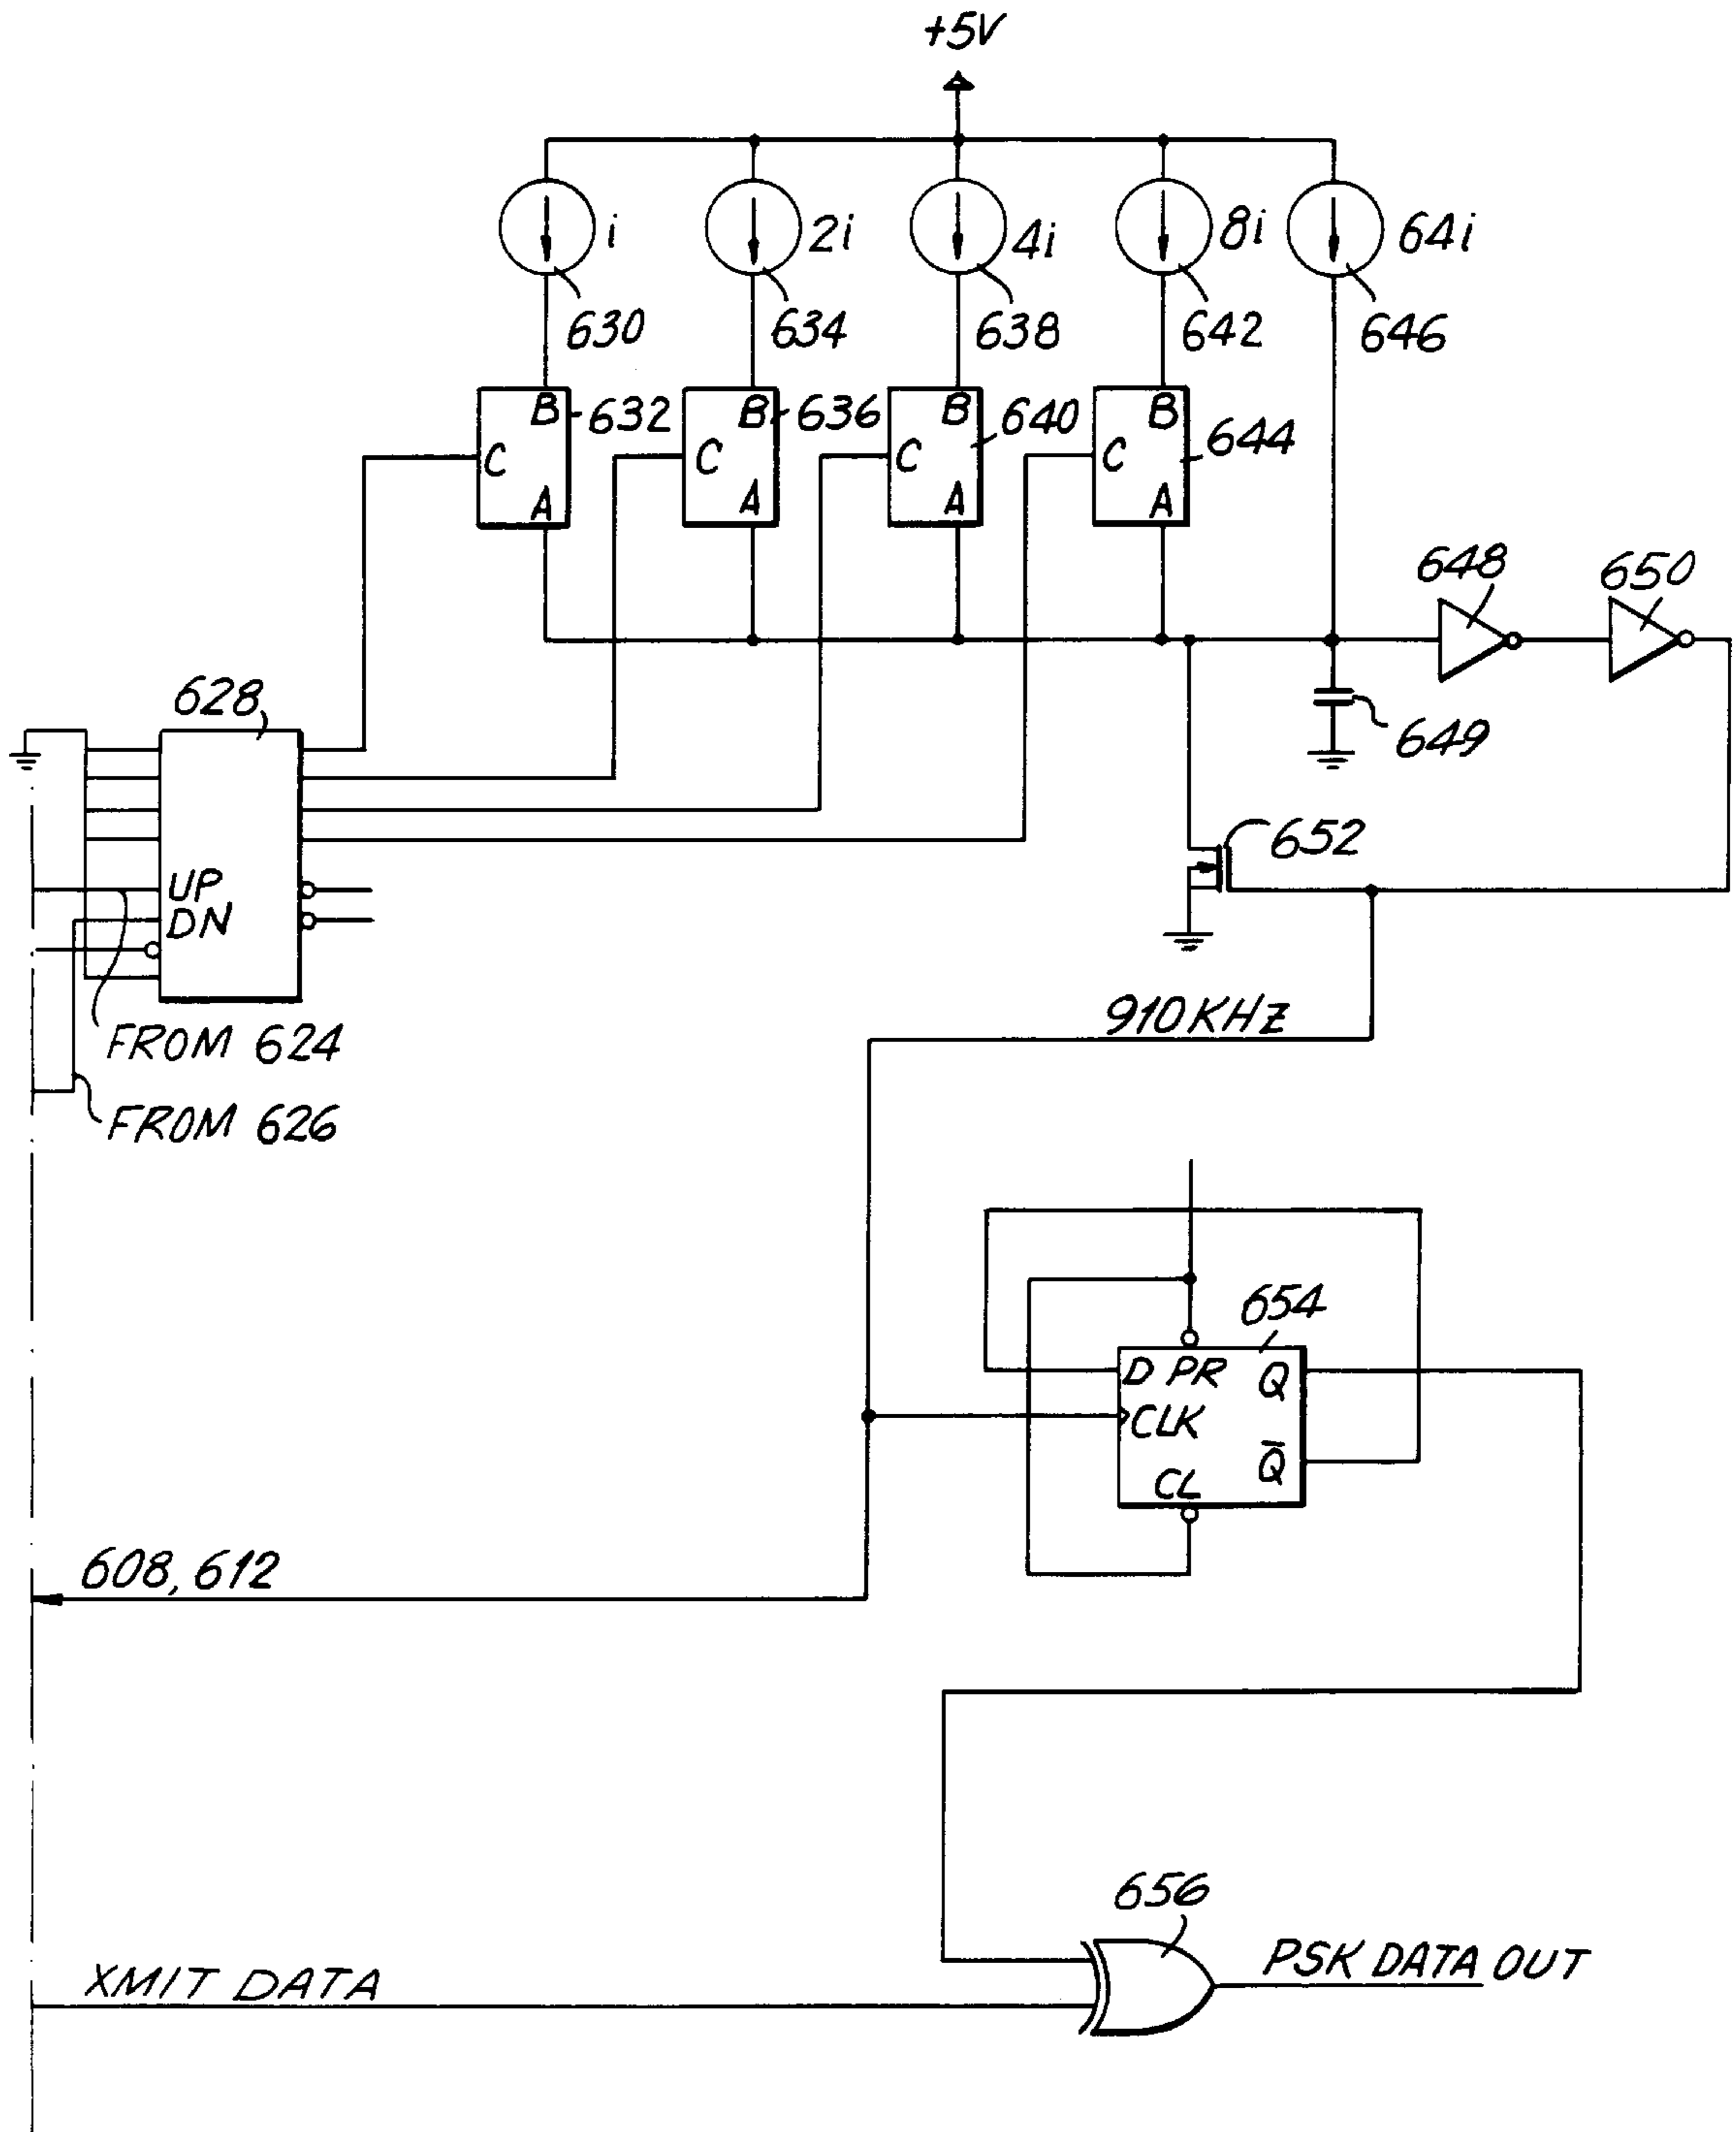 +5V
i
2i
4i
8i
64i
630
634
638
642
646
B
632
B
636
B
640
B
644
C
C
C
C
A
A
A
A
648
650
628
649
652
UP
DN
FROM 624
FROM 626
910KHZ
654
D PR Q
CLK
Q̅
CL
608, 612
656
XMIT DATA
PSK DATA OUT